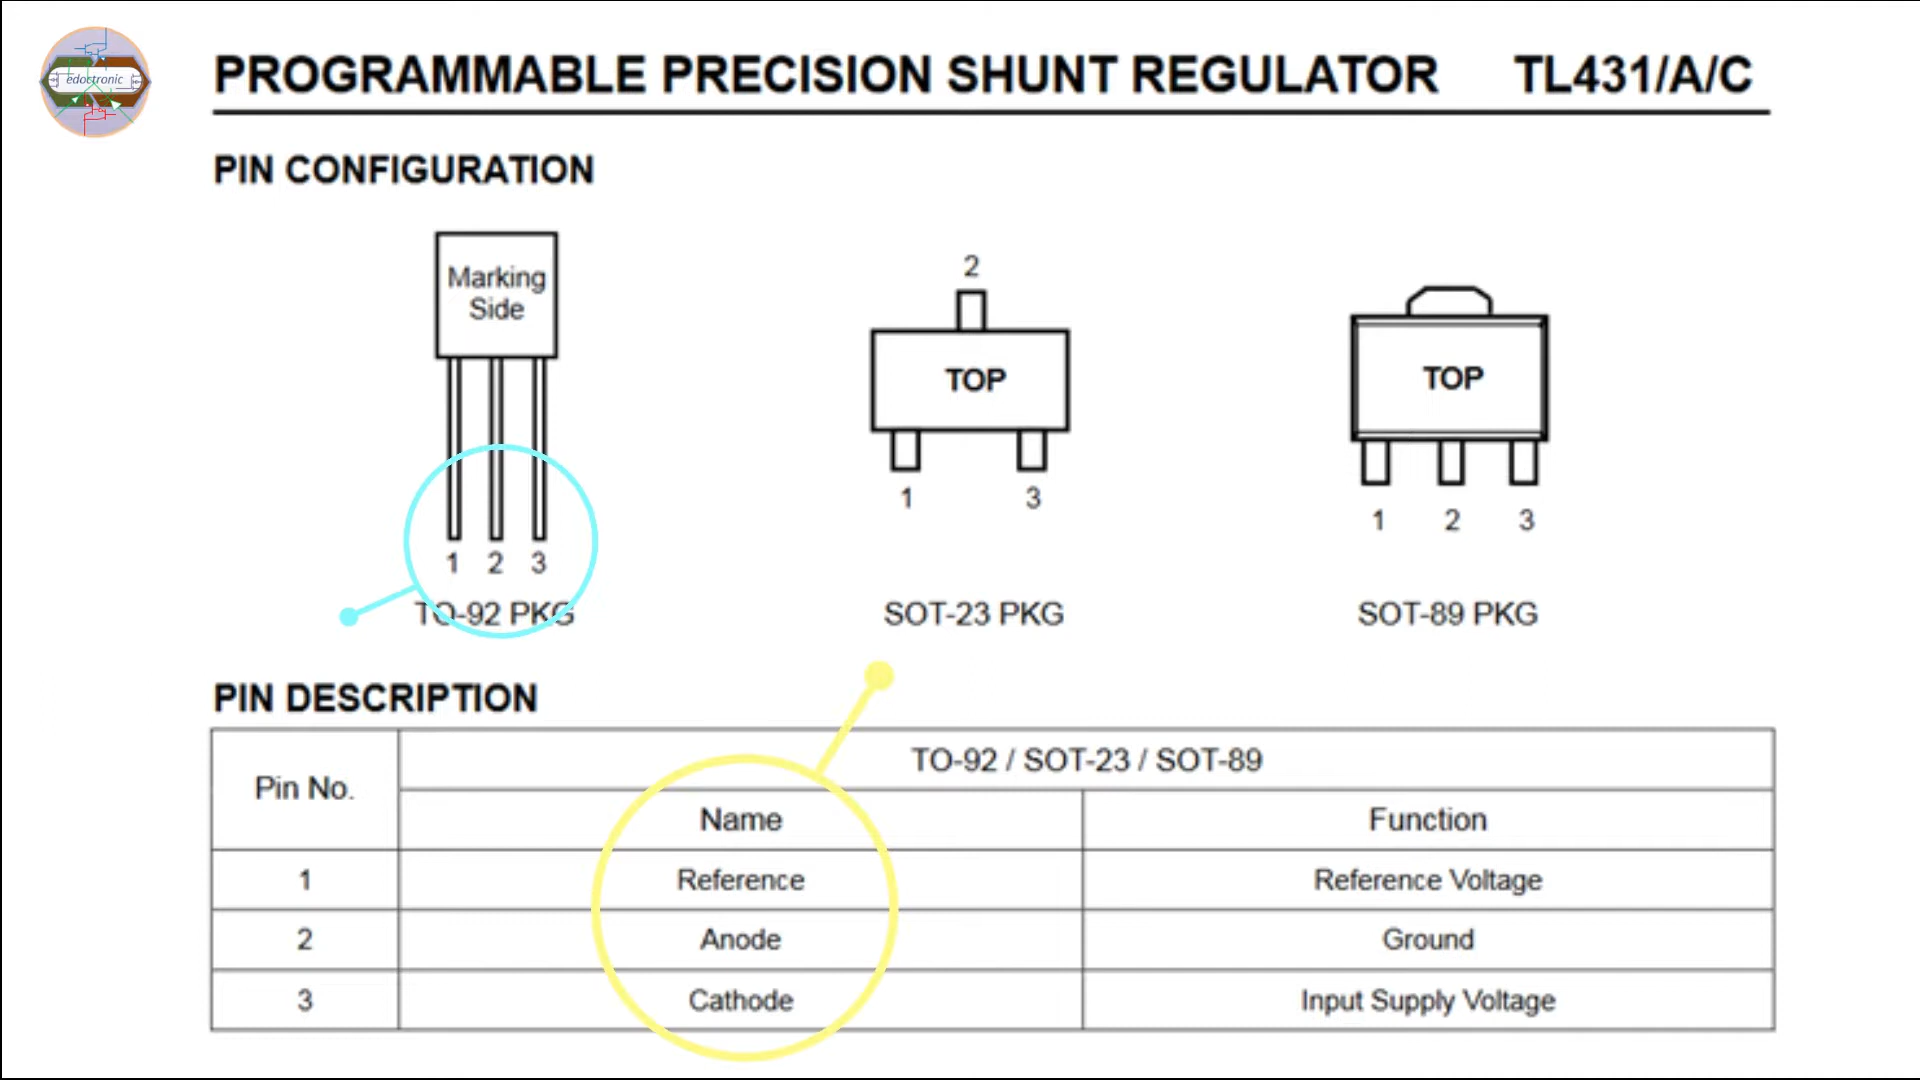 edoctronic
PROGRAMMABLE PRECISION SHUNT REGULATOR TL431/A/C
PIN CONFIGURATION
Marking
Side
2
TOP
TOP
1 3
1 2 3
1 2 3
TO-92 PKG SOT-23 PKG SOT-89 PKG
PIN DESCRIPTION
Pin No. TO-92 / SOT-23 / SOT-89
Name Function
1 Reference Reference Voltage
2 Anode Ground
3 Cathode Input Supply Voltage